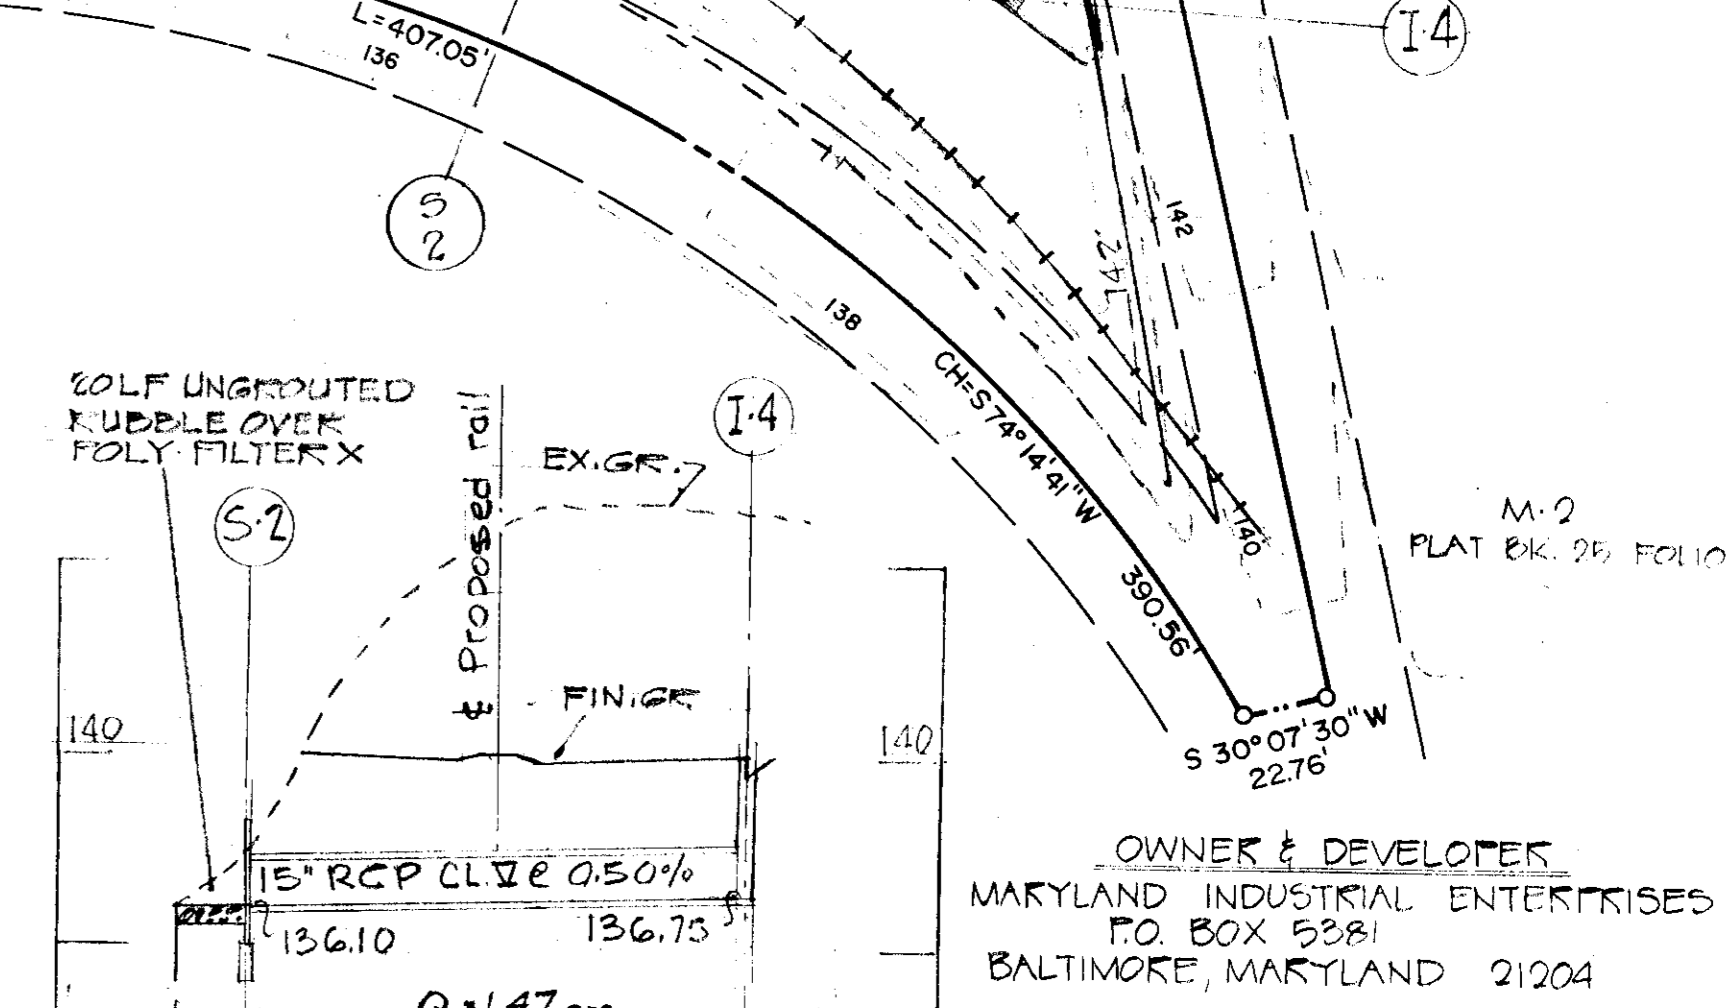 L=407.05'
136
I-4
S
2
142
142
138
CH=S74°14'41"W
390.56'
140
S 30°07'30"W
22.76'
M-2
PLAT BK. 25 FOLIO
20LF UNGROUTED
RUBBLE OVER
POLY-FILTER X
S-2
℄ Proposed rail
I-4
EX.GR.
FIN.GR.
140
140
15" RCP CL.V @ 0.50%
136.10
136.73
OWNER & DEVELOPER
MARYLAND INDUSTRIAL ENTERPRISES
P.O. BOX 5381
BALTIMORE, MARYLAND 21204